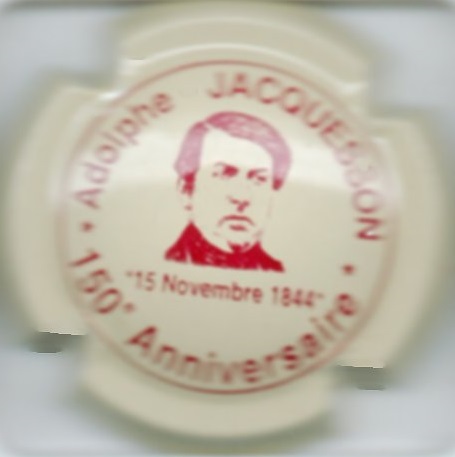 Adolphe JACQUESSON
"15 Novembre 1844"
* 150° Anniversaire *